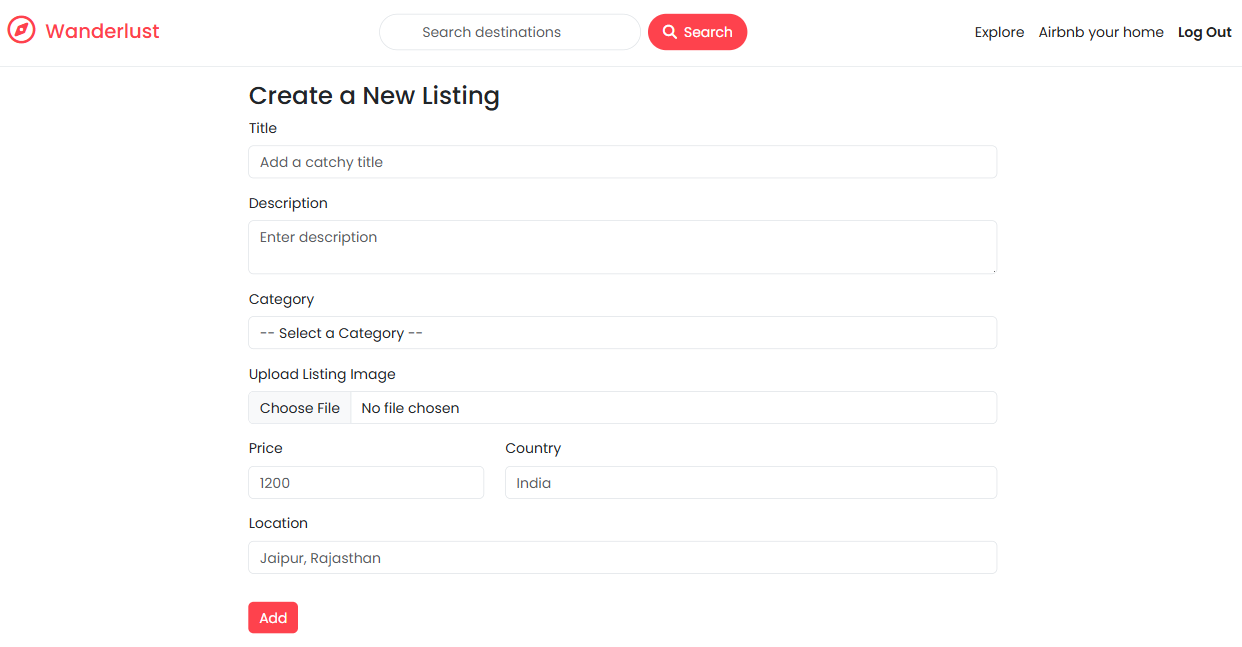 Wanderlust Search destinations Search Explore Airbnb your home Log Out
Create a New Listing
Title
Add a catchy title
Description
Enter description
Category
-- Select a Category --
Upload Listing Image
Choose File No file chosen
Price Country
1200 India
Location
Jaipur, Rajasthan
Add